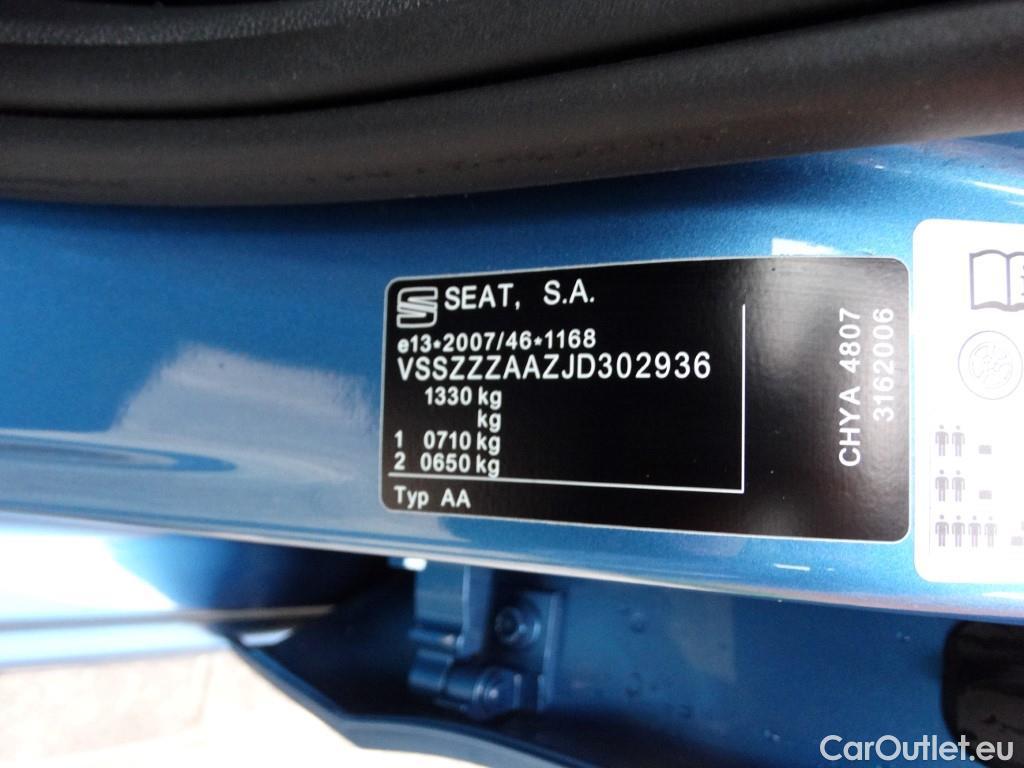 SEAT, S.A.
e13*2007/46*1168
VSSZZZAAZJD302936
1330 kg
kg
1 0710 kg
2 0650 kg
Typ AA
CHYA 4807
3162006
CarOutlet.eu